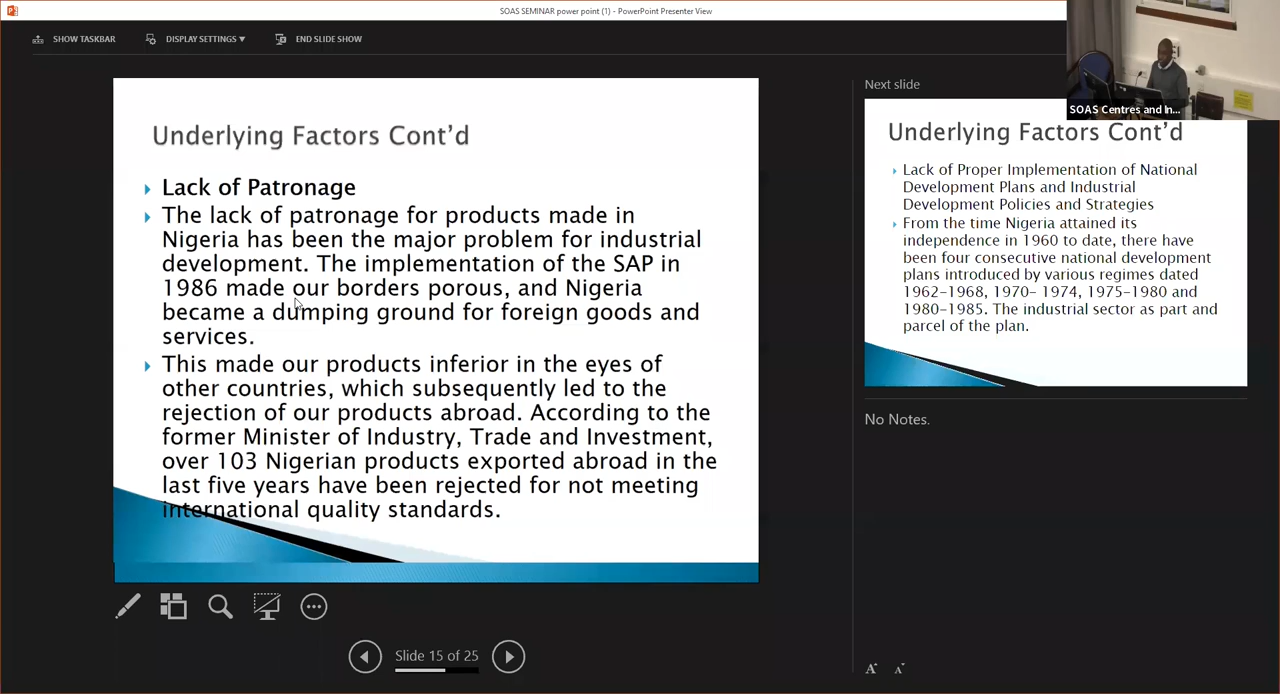 SOAS SEMINAR power point (1) - PowerPoint Presenter View
SHOW TASKBAR
DISPLAY SETTINGS ▼
END SLIDE SHOW
Underlying Factors Cont’d
Lack of Patronage
The lack of patronage for products made in
Nigeria has been the major problem for industrial
development. The implementation of the SAP in
1986 made our borders porous, and Nigeria
became a dumping ground for foreign goods and
services.
This made our products inferior in the eyes of
other countries, which subsequently led to the
rejection of our products abroad. According to the
former Minister of Industry, Trade and Investment,
over 103 Nigerian products exported abroad in the
last five years have been rejected for not meeting
international quality standards.
Slide 15 of 25
Next slide
SOAS Centres and In...
Underlying Factors Cont’d
Lack of Proper Implementation of National
Development Plans and Industrial
Development Policies and Strategies
From the time Nigeria attained its
independence in 1960 to date, there have
been four consecutive national development
plans introduced by various regimes dated
1962-1968, 1970- 1974, 1975-1980 and
1980-1985. The industrial sector as part and
parcel of the plan.
No Notes.
A A